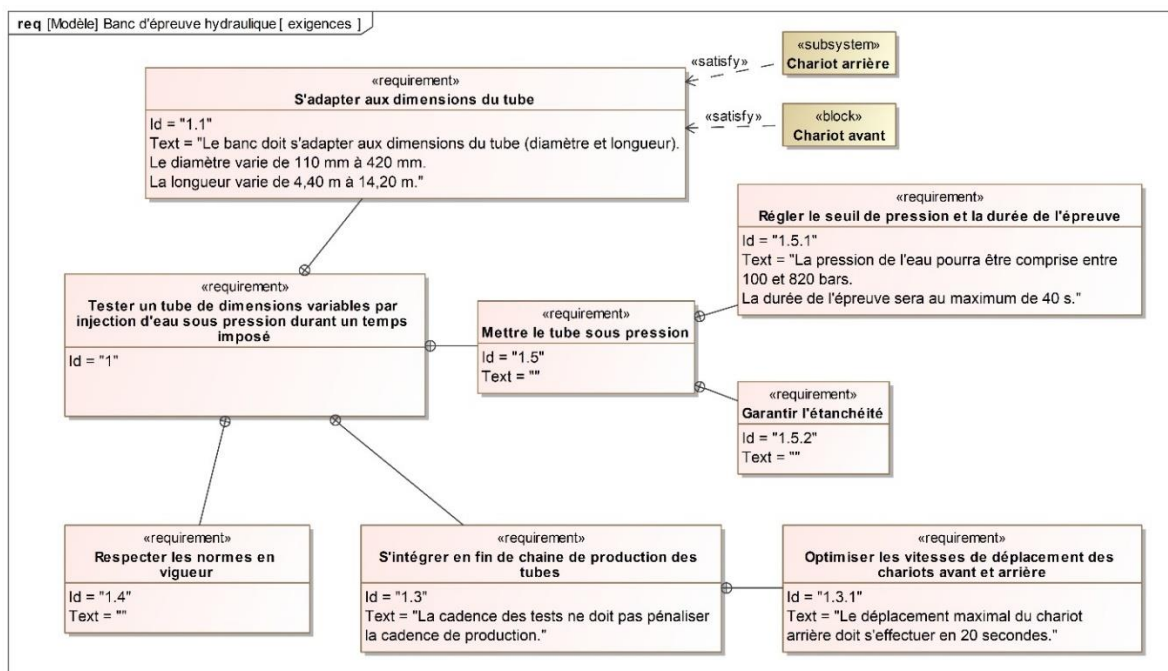 req [Modèle] Banc d'épreuve hydraulique [ exigences ]
«subsystem»
Chariot arrière
«satisfy»
«block»
Chariot avant
«satisfy»
«requirement»
S'adapter aux dimensions du tube
Id = "1.1"
Text = "Le banc doit s'adapter aux dimensions du tube (diamètre et longueur).
Le diamètre varie de 110 mm à 420 mm.
La longueur varie de 4,40 m à 14,20 m."
«requirement»
Régler le seuil de pression et la durée de l'épreuve
Id = "1.5.1"
Text = "La pression de l'eau pourra être comprise entre
100 et 820 bars.
La durée de l'épreuve sera au maximum de 40 s."
«requirement»
Tester un tube de dimensions variables par
injection d'eau sous pression durant un temps
imposé
Id = "1"
«requirement»
Mettre le tube sous pression
Id = "1.5"
Text = ""
«requirement»
Garantir l'étanchéité
Id = "1.5.2"
Text = ""
«requirement»
Respecter les normes en
vigueur
Id = "1.4"
Text = ""
«requirement»
S'intégrer en fin de chaine de production des
tubes
Id = "1.3"
Text = "La cadence des tests ne doit pas pénaliser
la cadence de production."
«requirement»
Optimiser les vitesses de déplacement des
chariots avant et arrière
Id = "1.3.1"
Text = "Le déplacement maximal du chariot
arrière doit s'effectuer en 20 secondes."